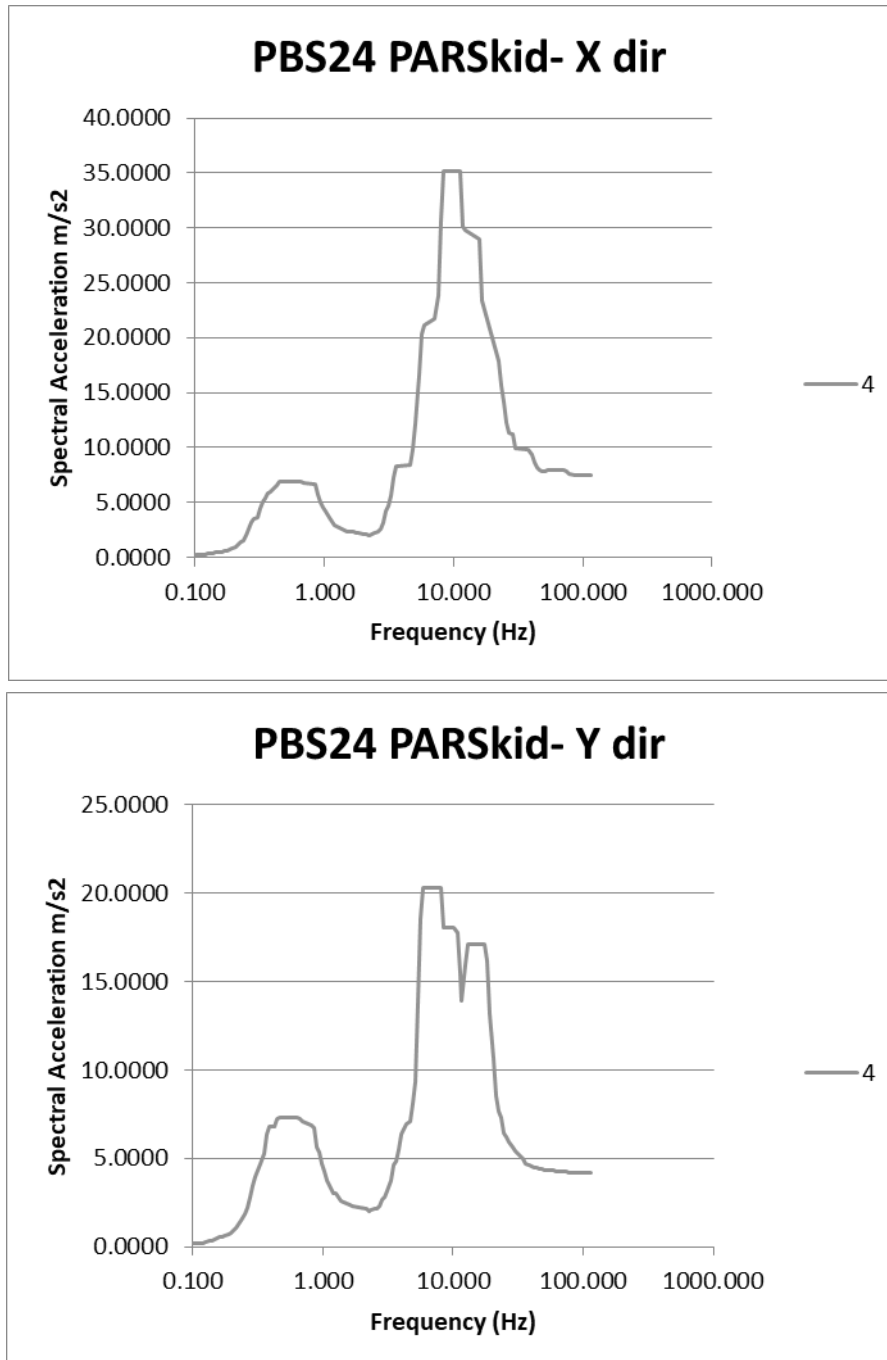 PBS24 PARSkid- X dir
40.0000
35.0000
30.0000
25.0000
20.0000
15.0000
10.0000
5.0000
0.0000
Spectral Acceleration m/s2
0.100 1.000 10.000 100.000 1000.000
Frequency (Hz)
4
PBS24 PARSkid- Y dir
25.0000
20.0000
15.0000
10.0000
5.0000
0.0000
Spectral Acceleration m/s2
0.100 1.000 10.000 100.000 1000.000
Frequency (Hz)
4